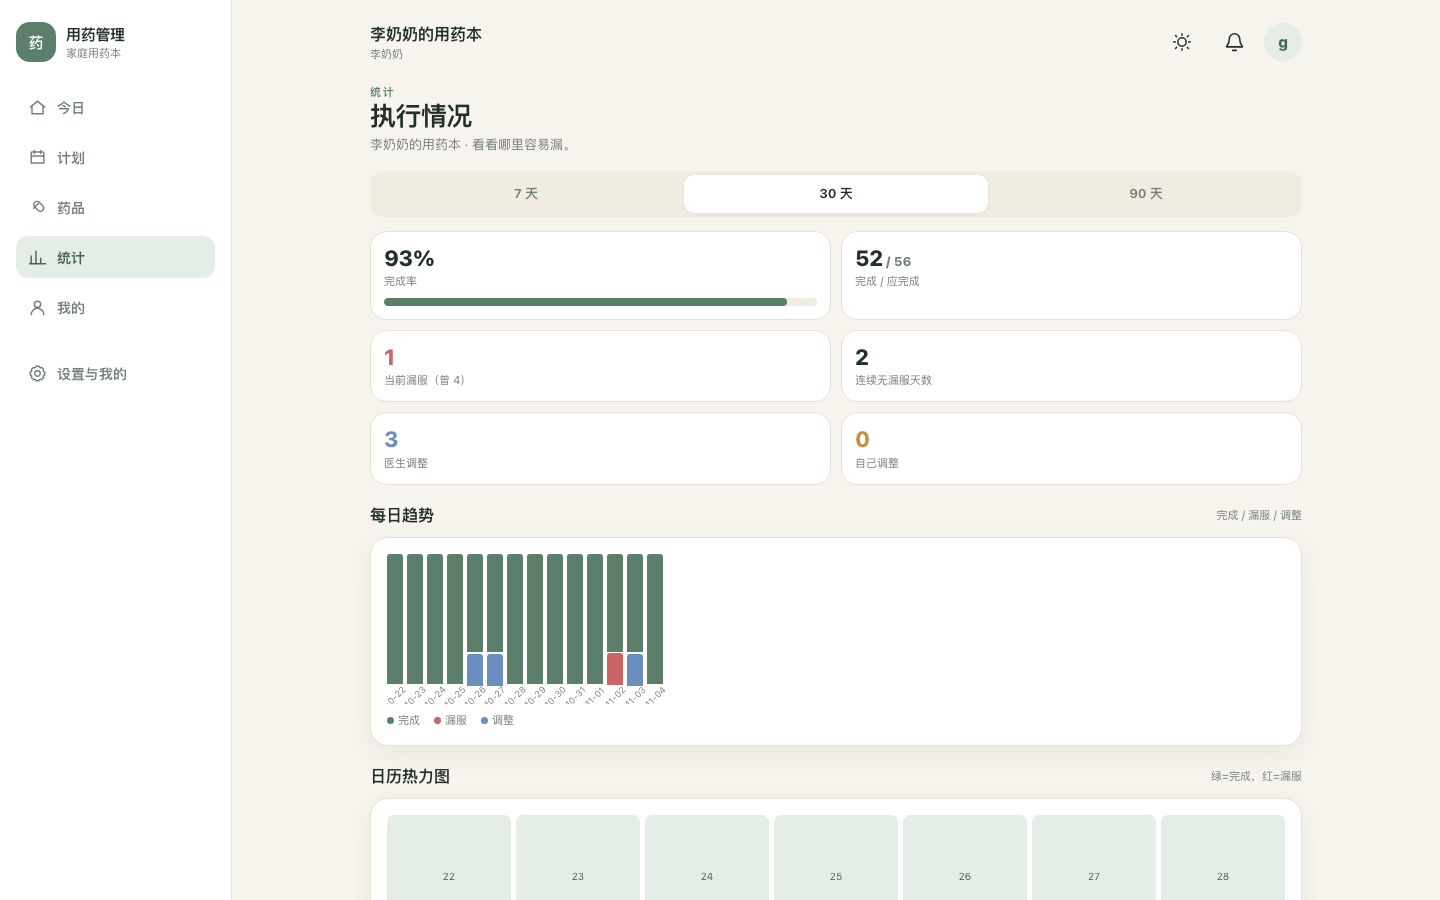 药
用药管理
家庭用药本
今日
计划
药品
统计
我的
设置与我的
李奶奶的用药本
李奶奶
g
统计
执行情况
李奶奶的用药本 · 看看哪里容易漏。
7 天
30 天
90 天
93%
完成率
52 / 56
完成 / 应完成
1
当前漏服（曾 4）
2
连续无漏服天数
3
医生调整
0
自己调整
每日趋势
完成 / 漏服 / 调整
0-22
10-23
10-24
10-25
10-26
10-27
10-28
10-29
10-30
10-31
11-01
11-02
11-03
11-04
完成
漏服
调整
日历热力图
绿=完成，红=漏服
22
23
24
25
26
27
28